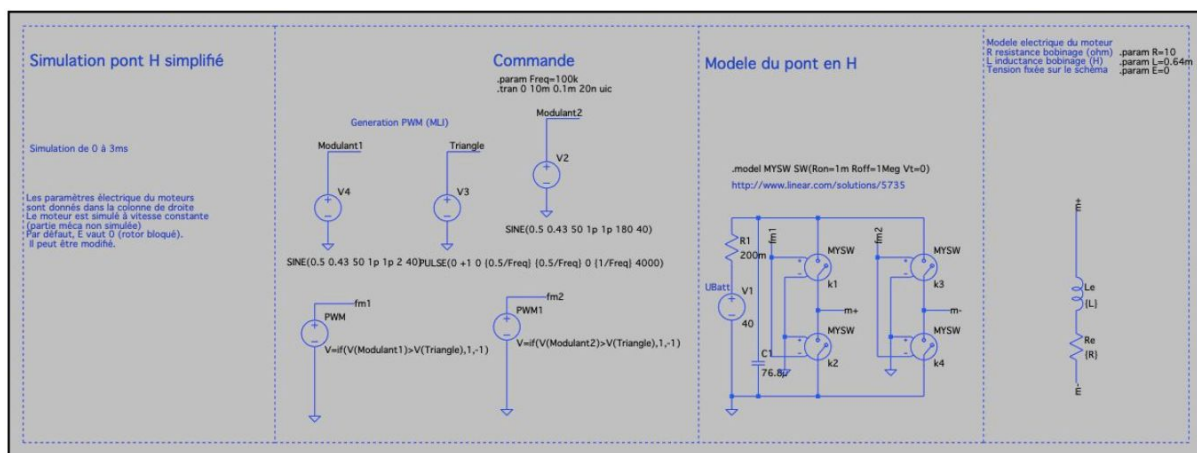 Simulation pont H simplifié
Simulation de 0 à 3ms
Les paramètres électrique du moteurs
sont donnés dans la colonne de droite
Le moteur est simulé à vitesse constante
(partie méca non simulée)
Par défaut, E vaut 0 (rotor bloqué).
Il peut être modifié.
Commande
.param Freq=100k
.tran 0 10m 0.1m 20n uic
Generation PWM (MLI)
Modulant1
V4
SINE(0.5 0.43 50 1p 1p 2 40)
Triangle
V3
PULSE(0 +1 0 {0.5/Freq} {0.5/Freq} 0 {1/Freq} 4000)
Modulant2
V2
SINE(0.5 0.43 50 1p 1p 180 40)
fm1
PWM
V=if(V(Modulant1)>V(Triangle),1,-1)
fm2
PWM1
V=if(V(Modulant2)>V(Triangle),1,-1)
Modele du pont en H
.model MYSW SW(Ron=1m Roff=1Meg Vt=0)
http://www.linear.com/solutions/5735
R1
200m
UBatt
V1
40
C1
76.8µ
fm1
MYSW
k1
m+
MYSW
k2
fm2
MYSW
k3
m-
MYSW
k4
Modele electrique du moteur
R resistance bobinage (ohm)
.param R=10
L inductance bobinage (H)
.param L=0.64m
Tension fixée sur le schéma
.param E=0
m+
Le
{L}
Re
{R}
m-